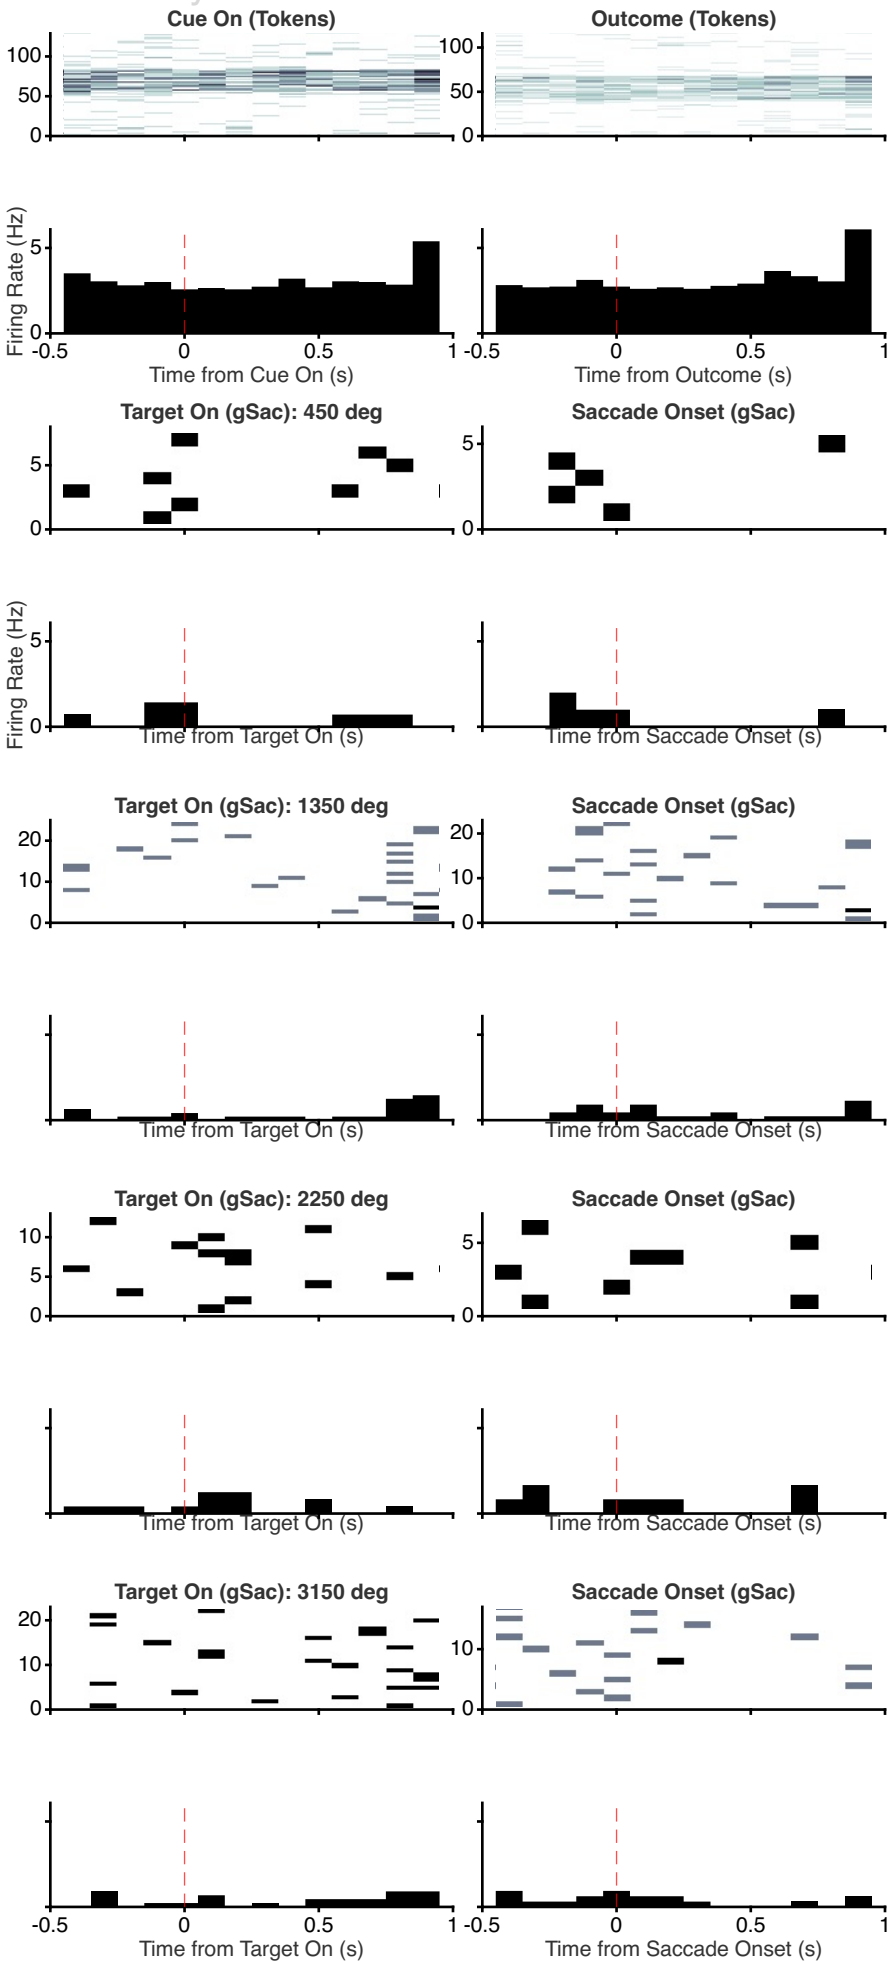 Cue On (Tokens) Outcome (Tokens)
100 100
50 50
0 0
Firing Rate (Hz)
5
0 0
-0.5 0 0.5 1 -0.5 0 0.5 1
Time from Cue On (s) Time from Outcome (s)
Target On (gSac): 450 deg Saccade Onset (gSac)
5 5
0 0
Firing Rate (Hz)
5
0 0
Time from Target On (s) Time from Saccade Onset (s)
Target On (gSac): 1350 deg Saccade Onset (gSac)
20 20
10 10
0 0
Time from Target On (s) Time from Saccade Onset (s)
Target On (gSac): 2250 deg Saccade Onset (gSac)
10 5
5
0 0
Time from Target On (s) Time from Saccade Onset (s)
Target On (gSac): 3150 deg Saccade Onset (gSac)
20
10 10
0 0
-0.5 0 0.5 1 -0.5 0 0.5 1
Time from Target On (s) Time from Saccade Onset (s)